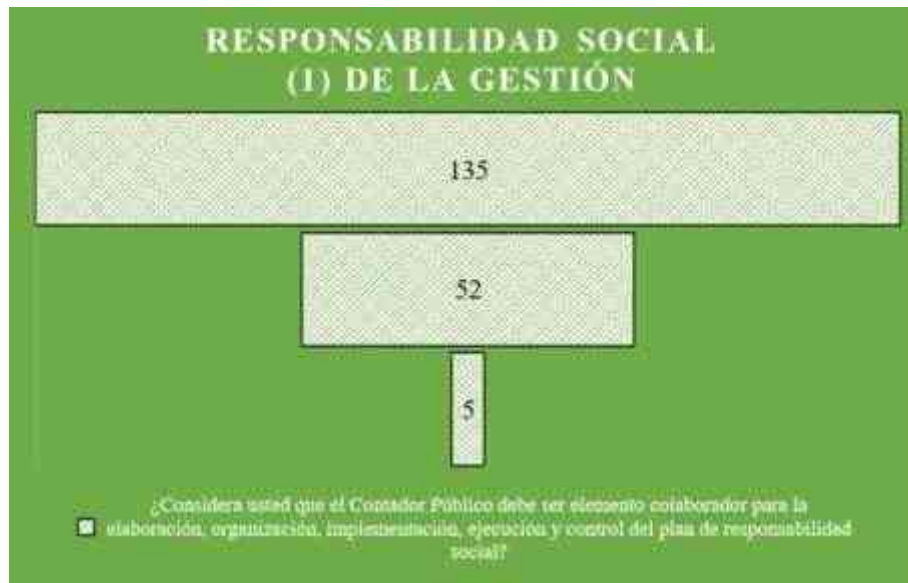 RESPONSABILIDAD SOCIAL
(1) DE LA GESTIÓN
135
52
5
¿Considera usted que el Contador Público debe ser elemento colaborador para la
elaboración, organización, implementación, ejecución y control del plan de responsabilidad
social?